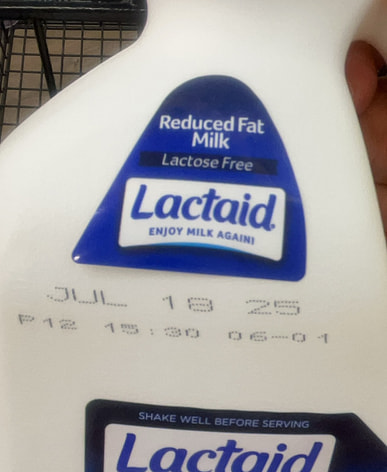 Reduced Fat
Milk
Lactose Free
Lactaid
ENJOY MILK AGAIN!
JUL 18 25
P12 15:30 06-01
SHAKE WELL BEFORE SERVING
Lactaid